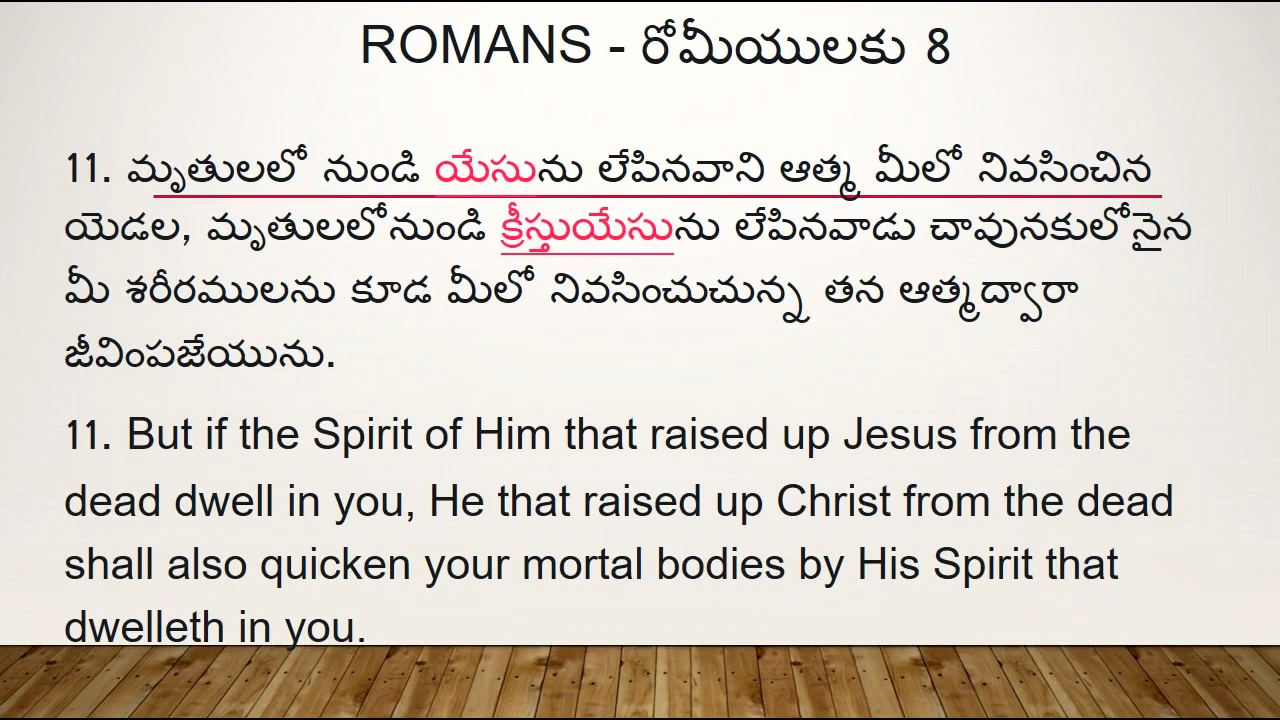 ROMANS - రోమీయులకు 8
11. మృతులలో నుండి యేసును లేపినవాని ఆత్మ మీలో నివసించిన
యెడల, మృతులలోనుండి క్రీస్తుయేసును లేపినవాడు చావునకులోనైన
మీ శరీరములను కూడ మీలో నివసించుచున్న తన ఆత్మద్వారా
జీవింపజేయును.
11. But if the Spirit of Him that raised up Jesus from the
dead dwell in you, He that raised up Christ from the dead
shall also quicken your mortal bodies by His Spirit that
dwelleth in you.